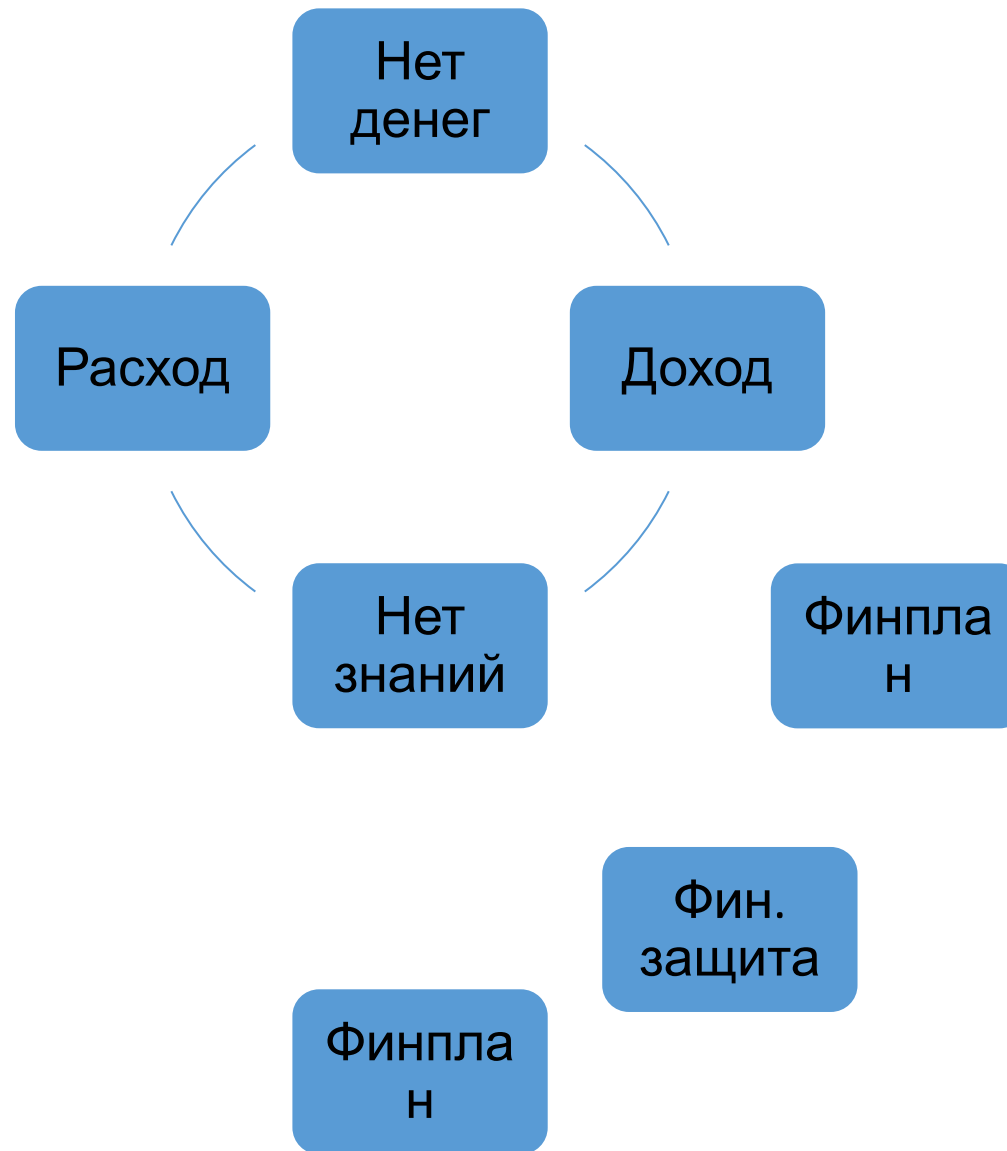 Нет
денег
Расход
Доход
Нет
знаний
Финпла
н
Фин.
защита
Финпла
н